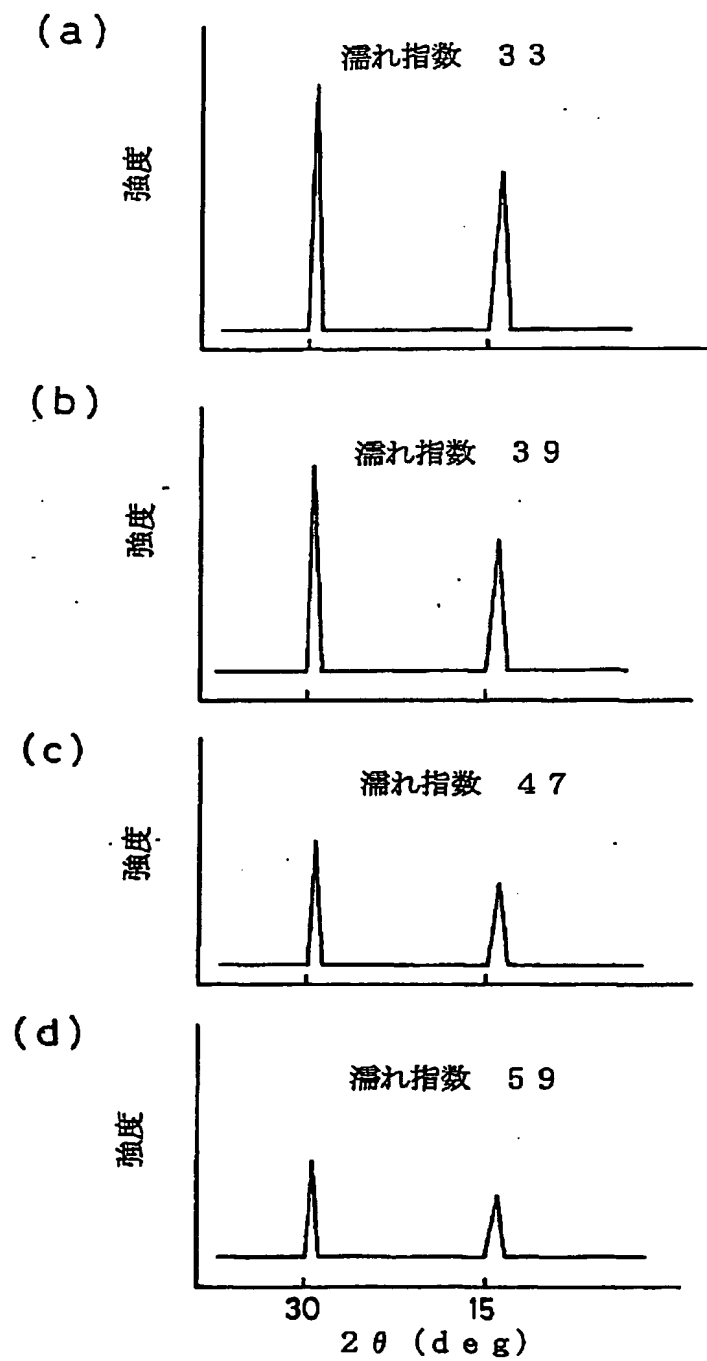 (a)
濡れ指数 33
強度
(b)
濡れ指数 39
強度
(c)
濡れ指数 47
強度
(d)
濡れ指数 59
強度
30 15
2θ (deg)